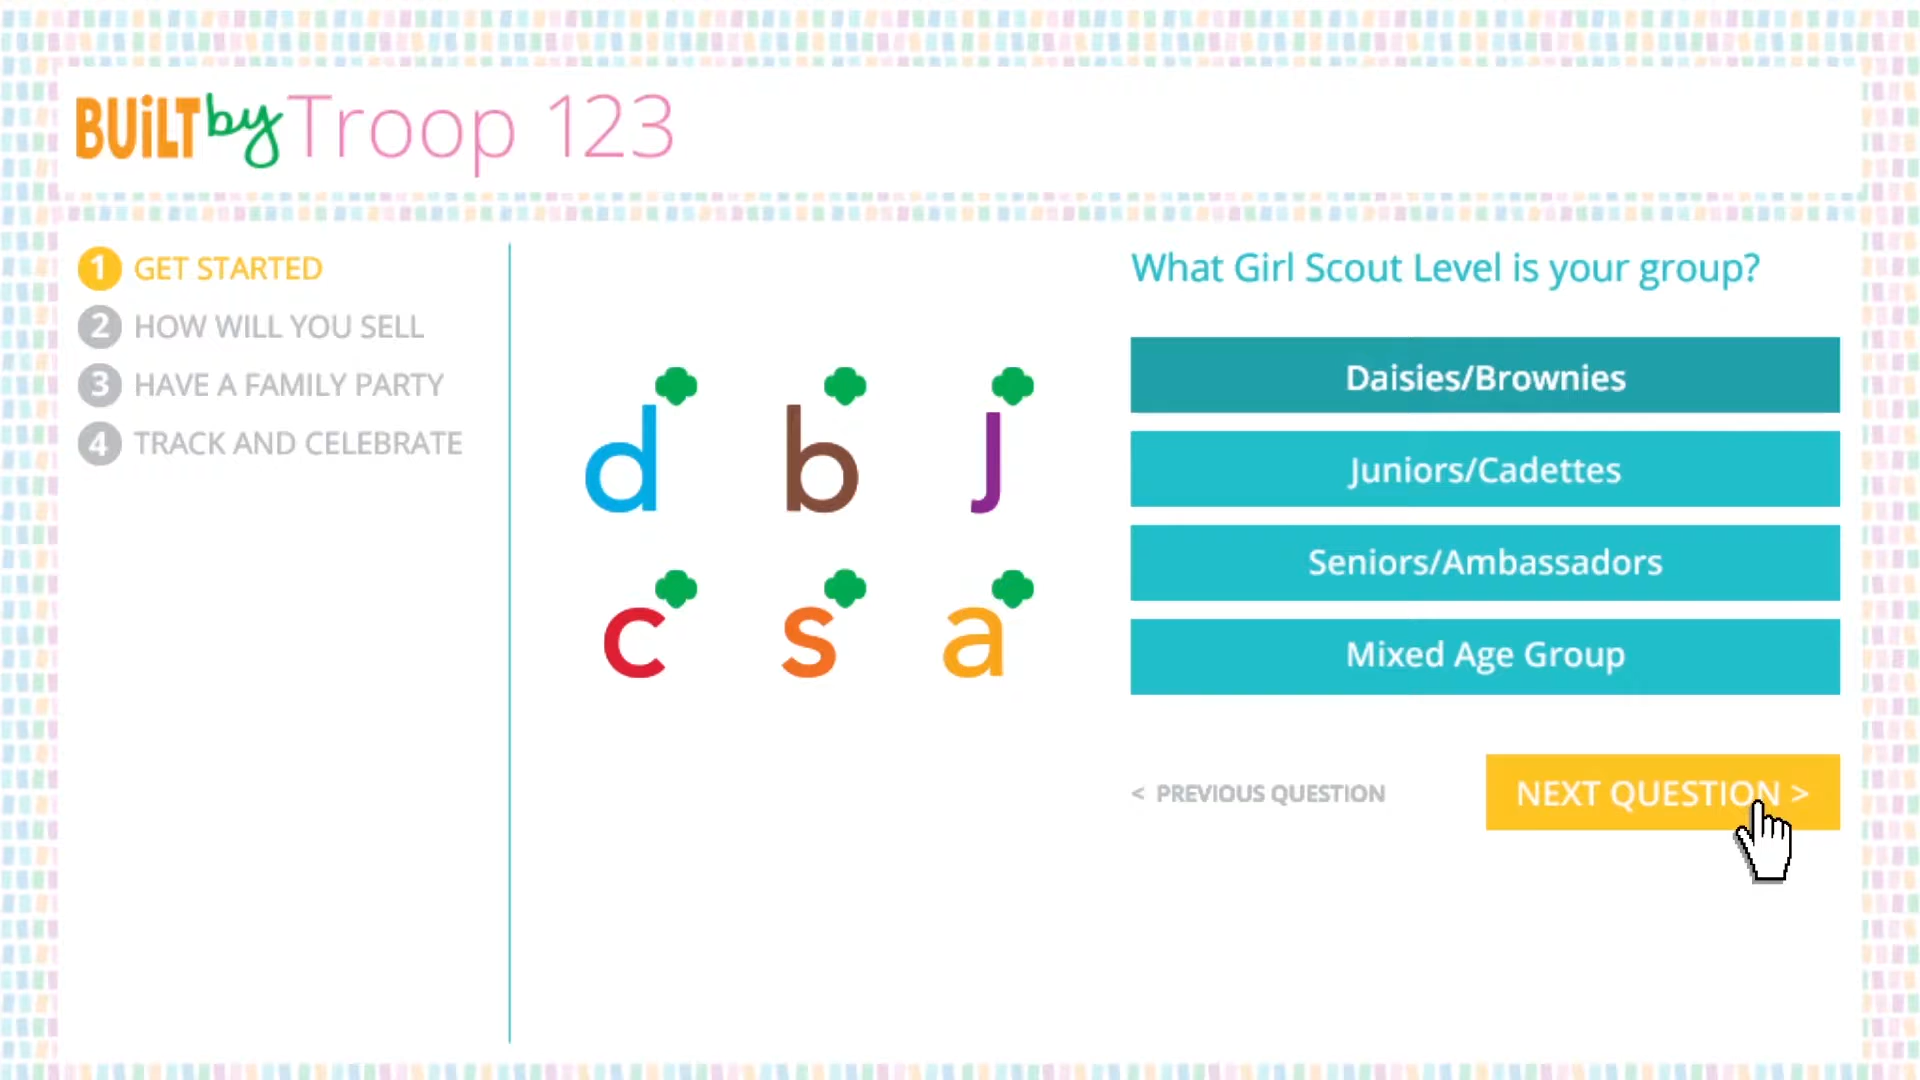 BUiLT by Troop 123
1 GET STARTED
2 HOW WILL YOU SELL
3 HAVE A FAMILY PARTY
4 TRACK AND CELEBRATE
d b j
c s a
What Girl Scout Level is your group?
Daisies/Brownies
Juniors/Cadettes
Seniors/Ambassadors
Mixed Age Group
< PREVIOUS QUESTION
NEXT QUESTION >